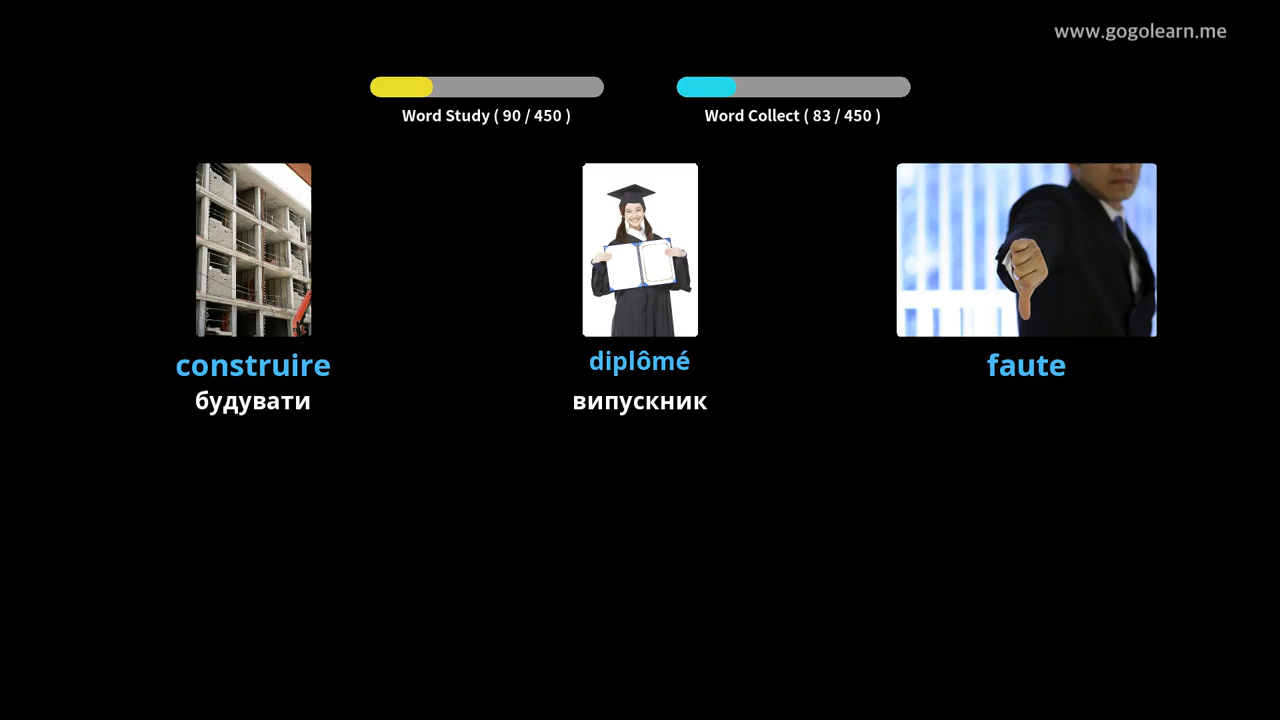 www.gogolearn.me
Word Study ( 90 / 450 )
Word Collect ( 83 / 450 )
construire
будувати
diplômé
випускник
faute